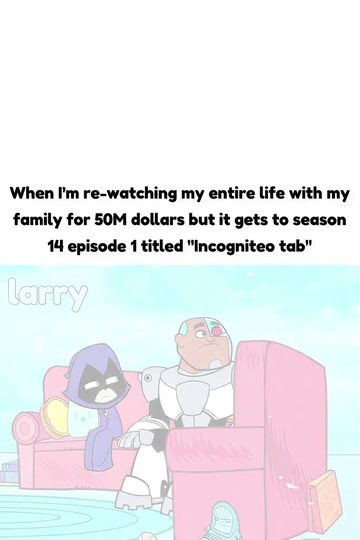 When I'm re-watching my entire life with my
family for 50M dollars but it gets to season
14 episode 1 titled "Incogniteo tab"
larry